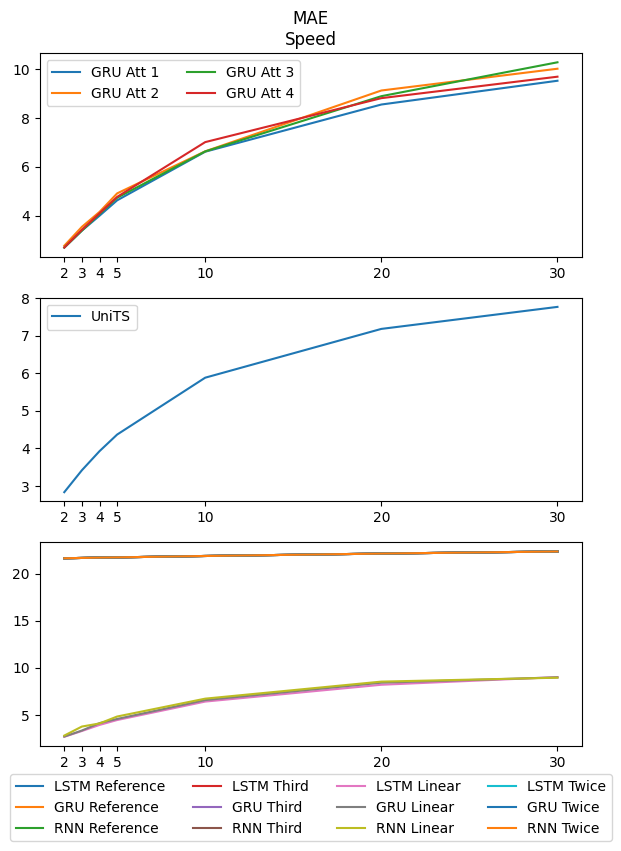 MAE
Speed
GRU Att 1 GRU Att 3
GRU Att 2 GRU Att 4
10
8
6
4
2 3 4 5 10 20 30
UniTS
8
7
6
5
4
3
2 3 4 5 10 20 30
20
15
10
5
2 3 4 5 10 20 30
LSTM Reference LSTM Third LSTM Linear LSTM Twice
GRU Reference GRU Third GRU Linear GRU Twice
RNN Reference RNN Third RNN Linear RNN Twice